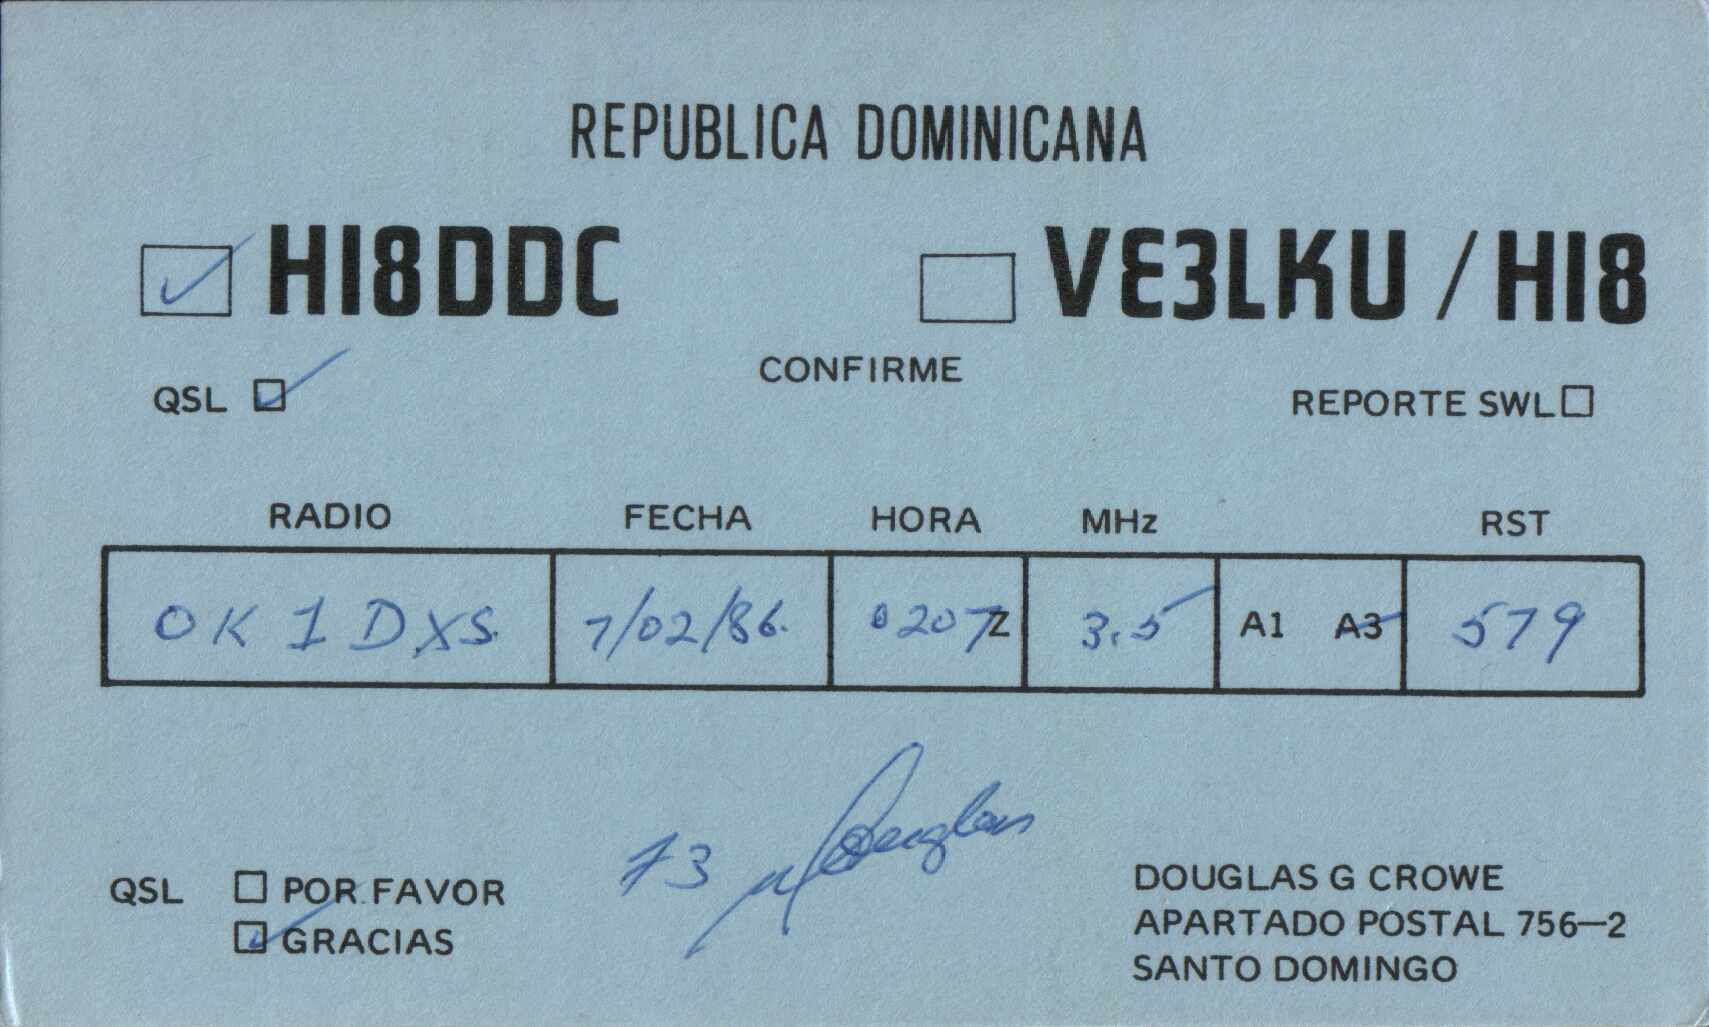 REPUBLICA DOMINICANA
HI8DDC VE3LKU / HI8
CONFIRME
QSL REPORTE SWL
RADIO FECHA HORA MHz RST
OK1DXS 7/02/86. 0207Z 3.5 A1 A3 579
73 Douglas
QSL POR FAVOR
GRACIAS
DOUGLAS G CROWE
APARTADO POSTAL 756-2
SANTO DOMINGO